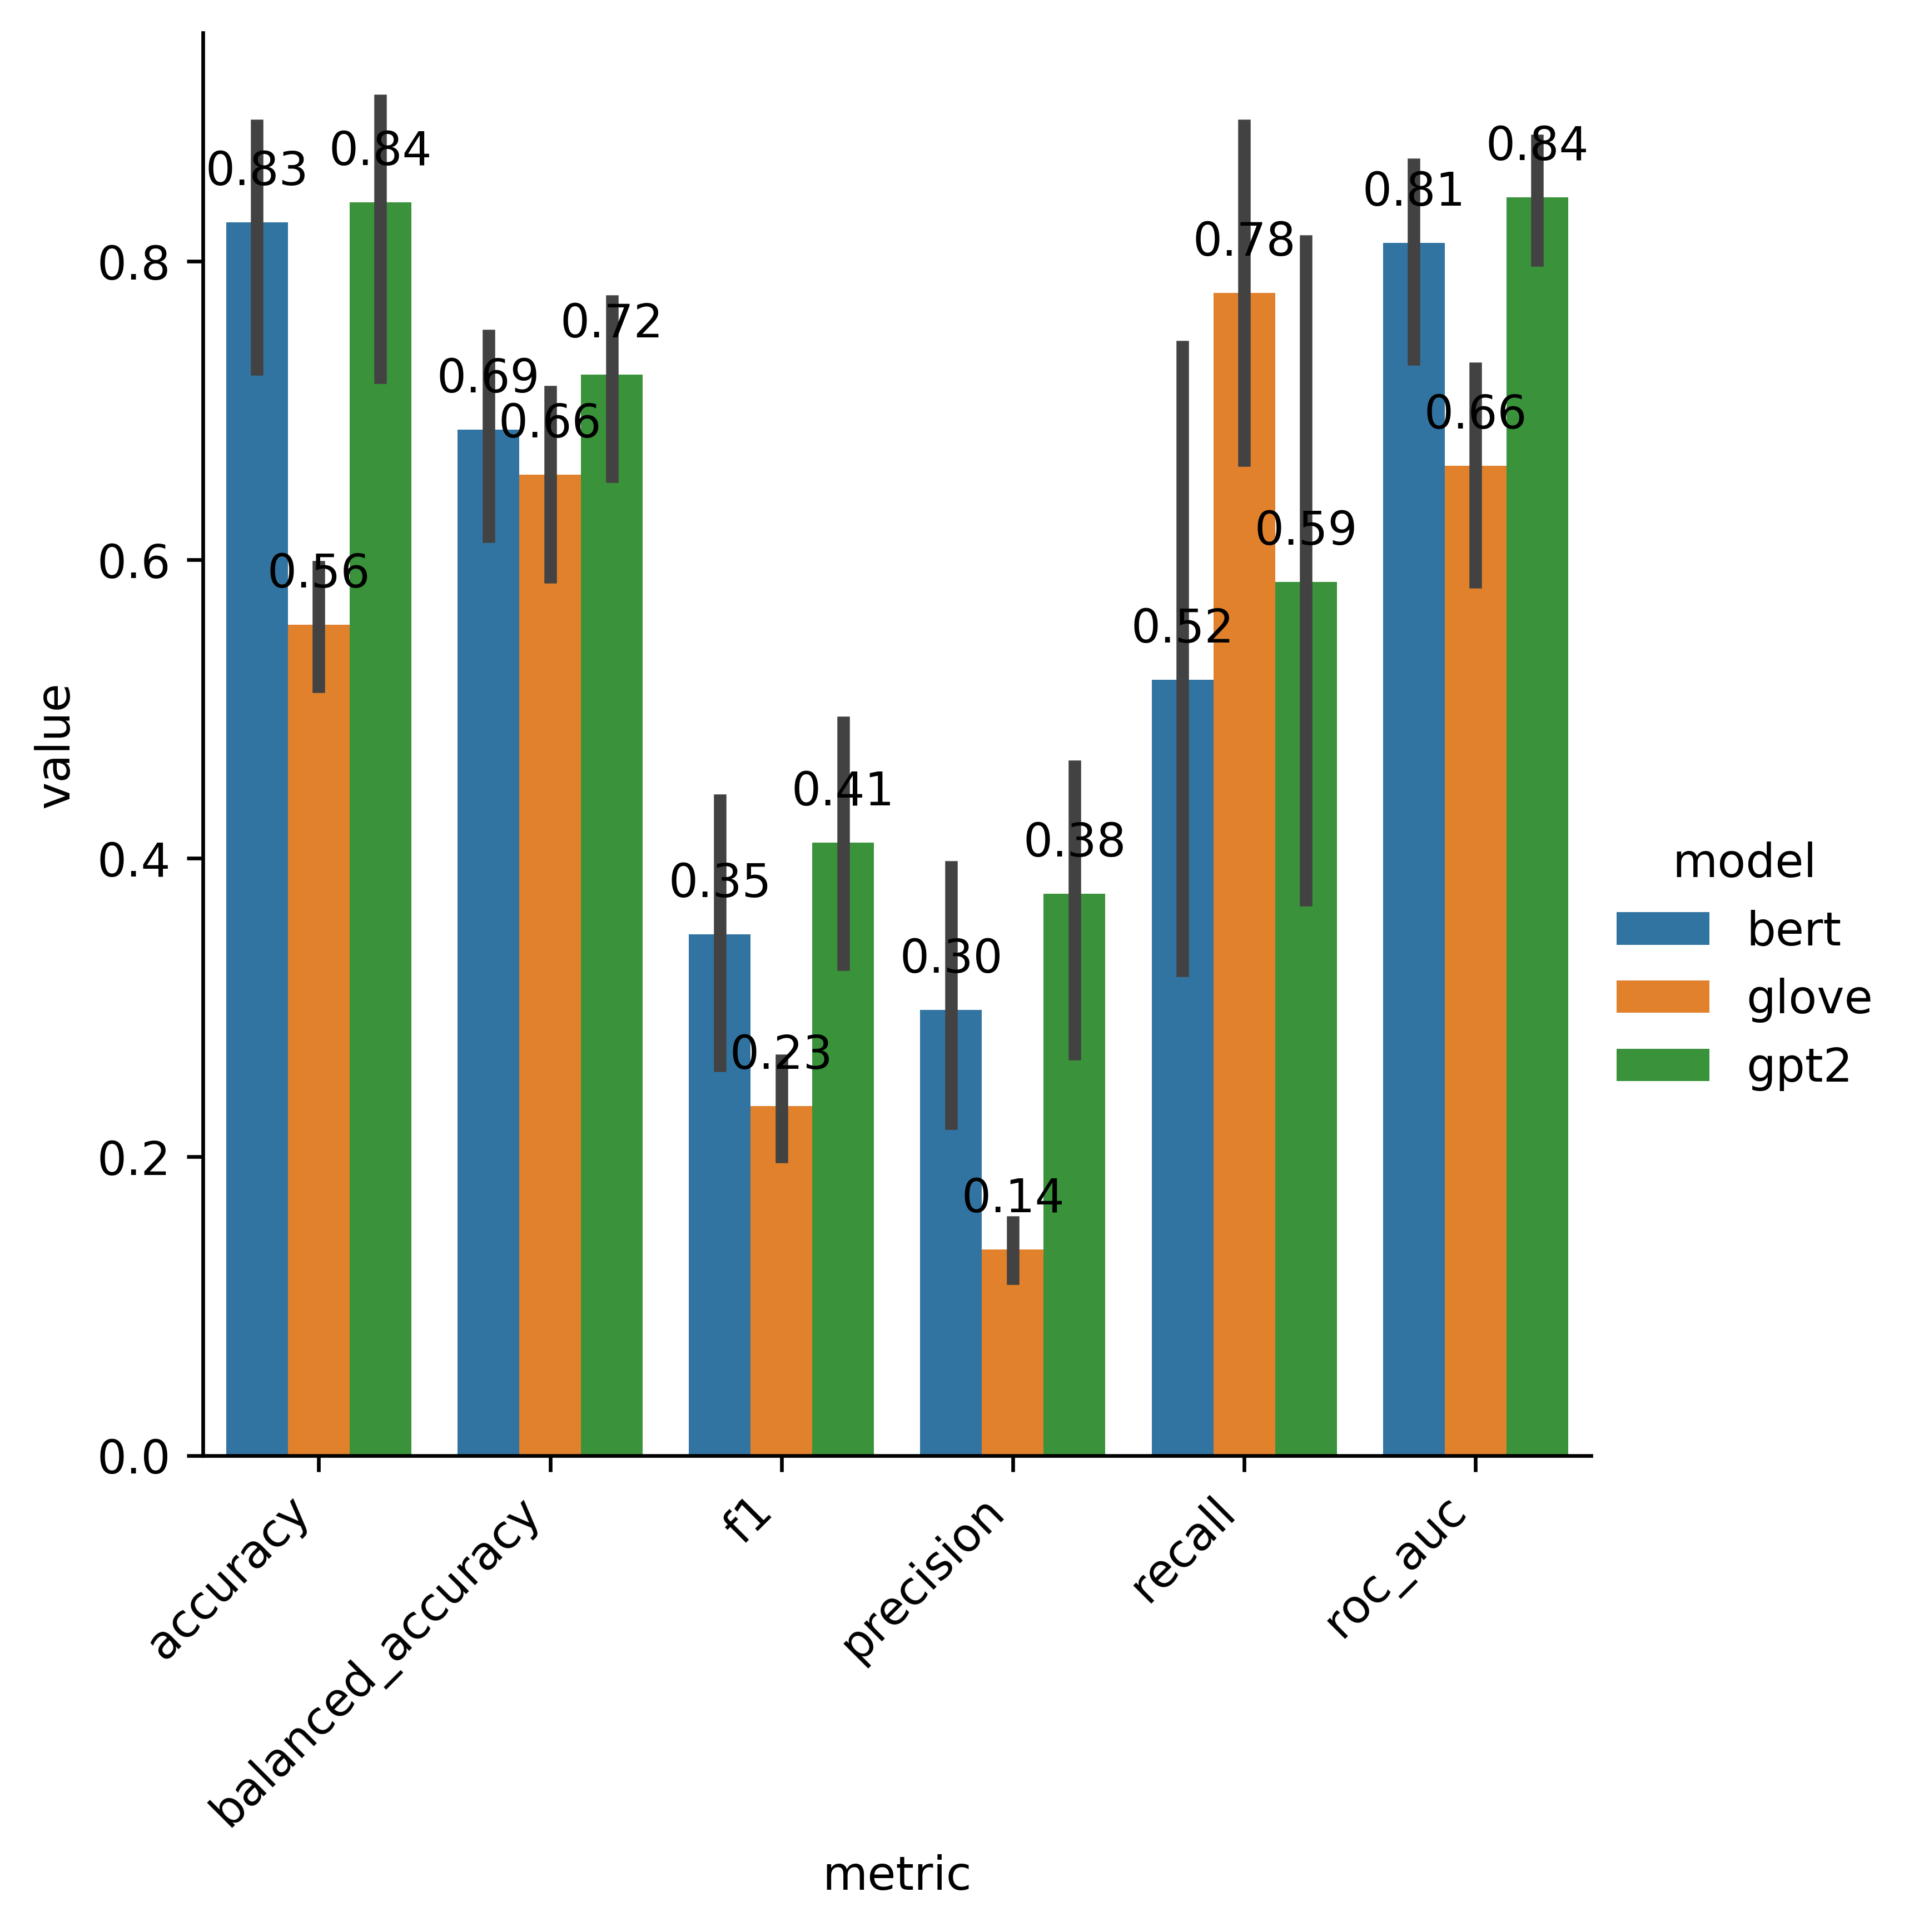 0.83
0.56
0.84
0.69
0.66
0.72
0.35
0.23
0.41
0.30
0.14
0.38
0.52
0.78
0.59
0.81
0.66
0.84
0.8
0.6
0.4
0.2
0.0
value
accuracy
balanced_accuracy
f1
precision
recall
roc_auc
metric
model
bert
glove
gpt2